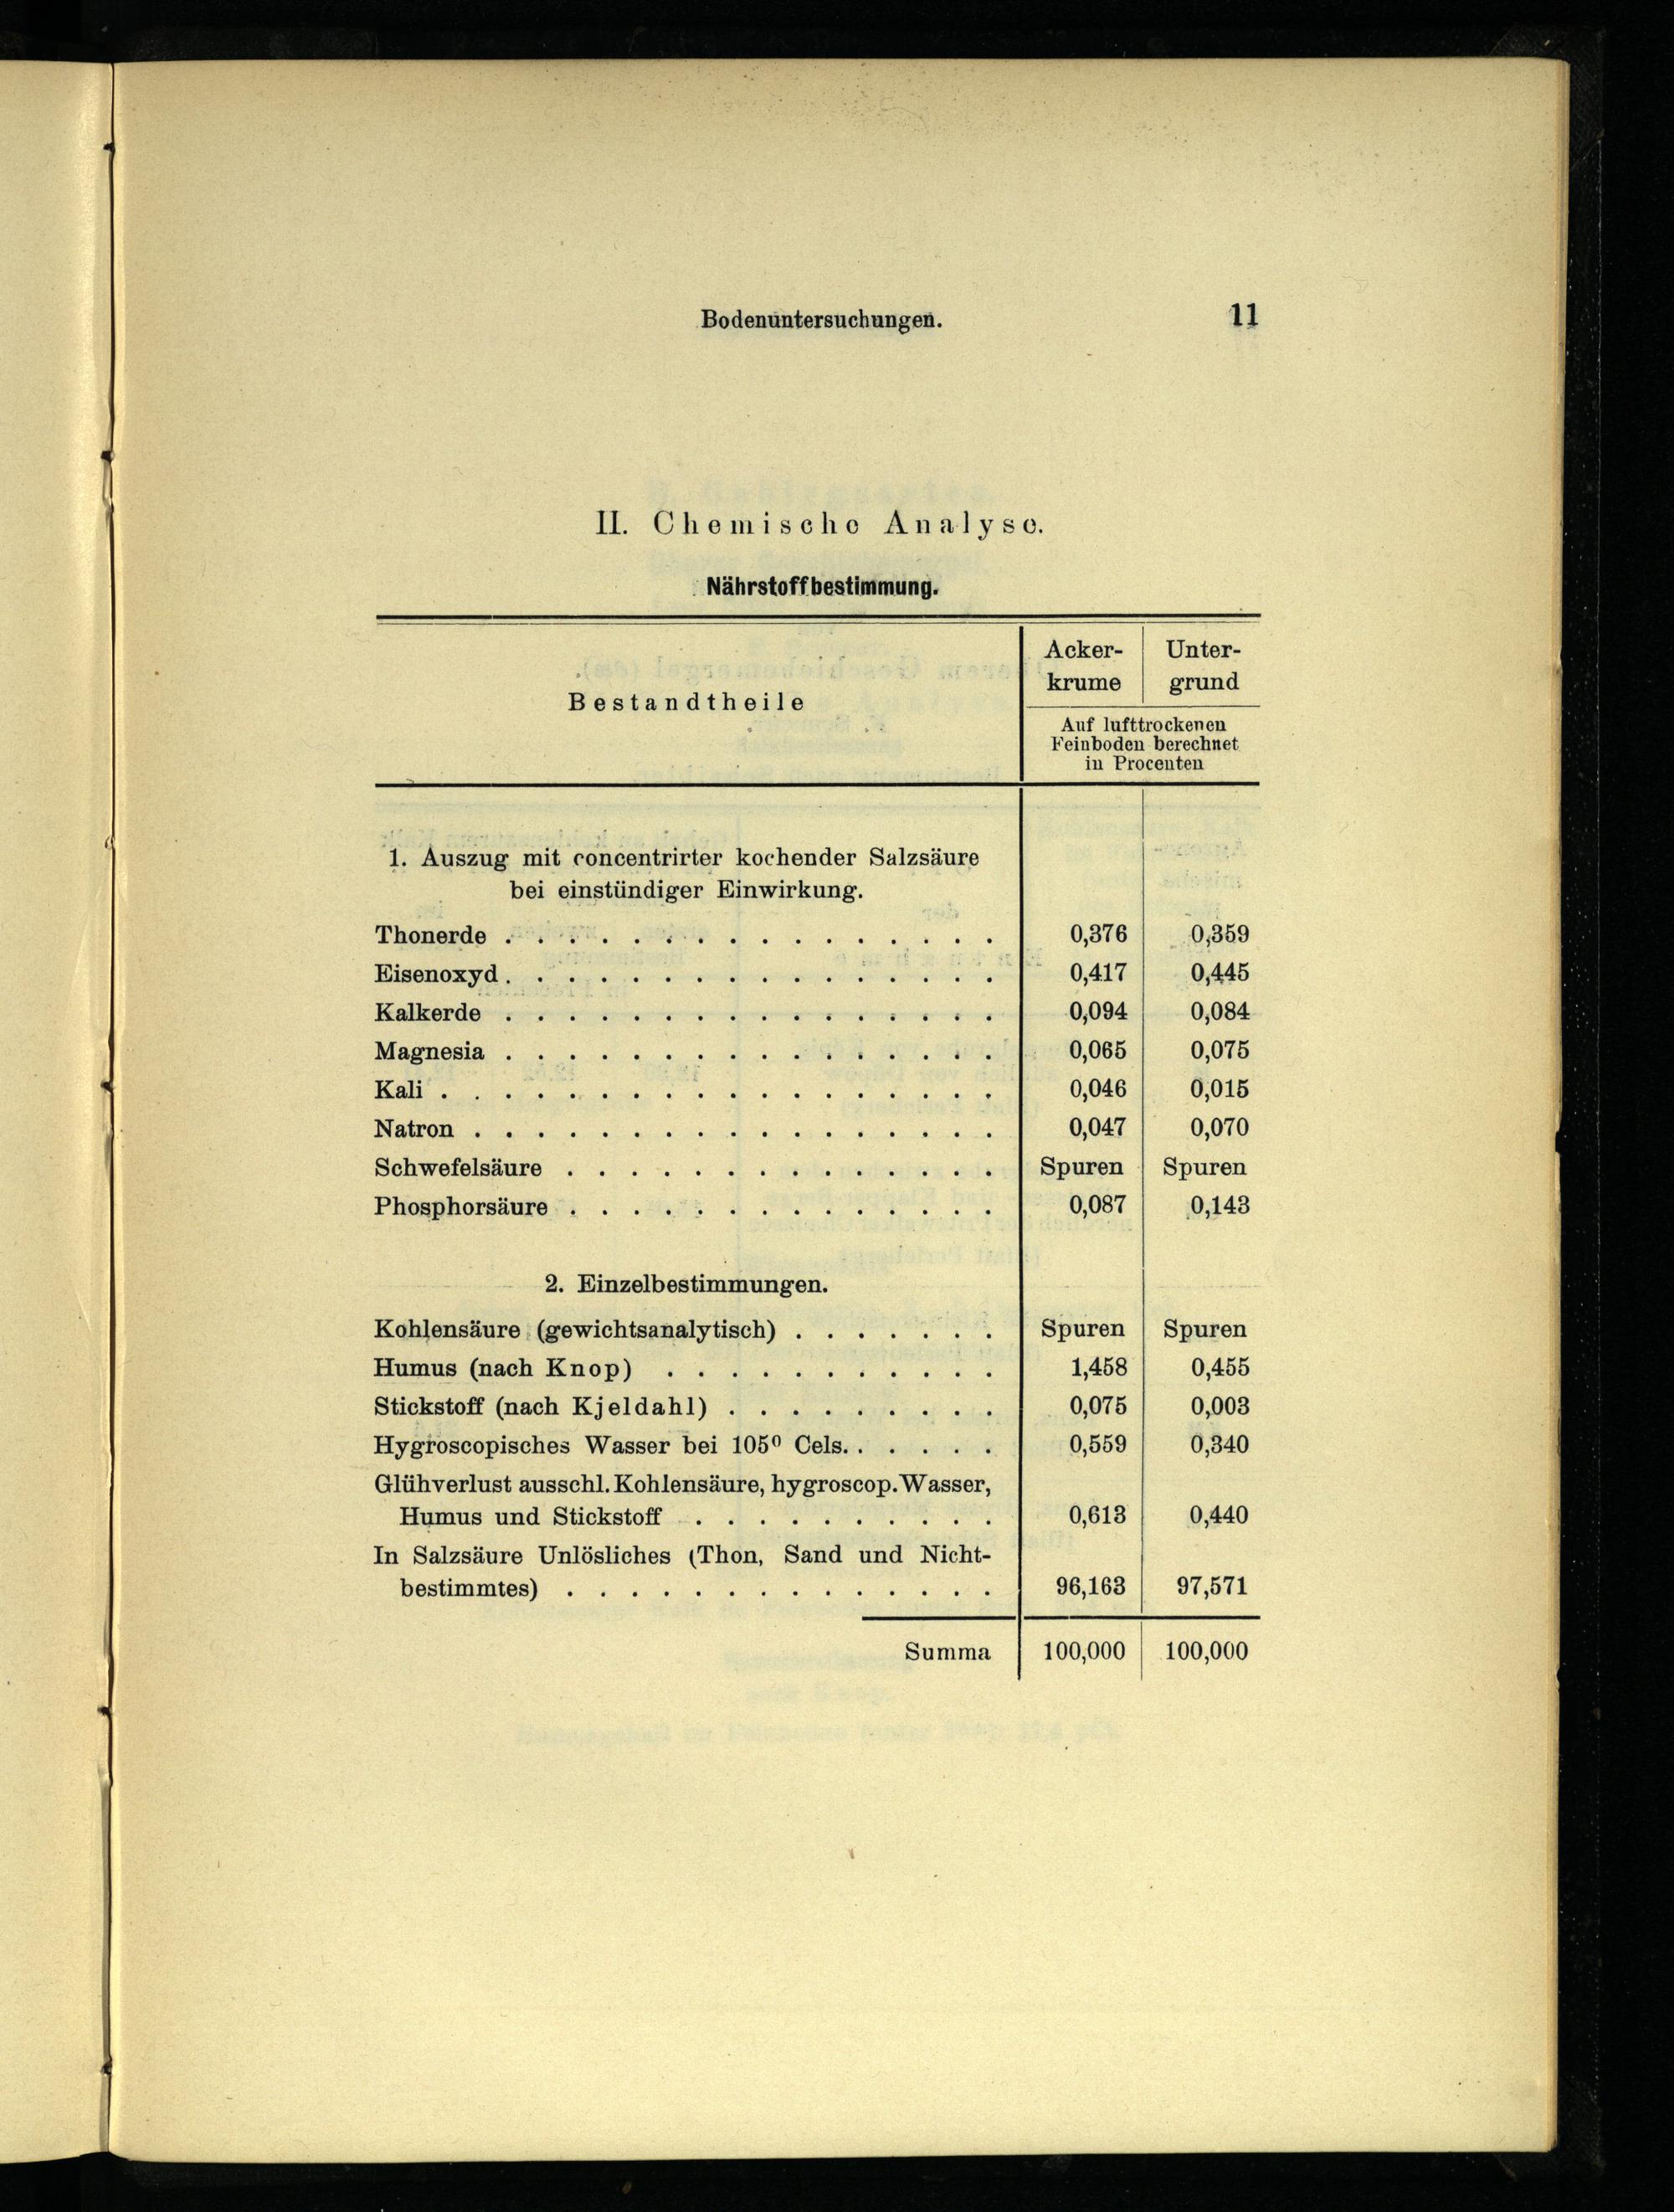 Bodenuntersuchungen. 11
II. Chemische Analyse.
Nährstoffbestimmung.
Bestandtheile
Acker-
krume
Unter-
grund
Auf lufttrockenen
Feinboden berechnet
in Procenten
1. Auszug mit concentrirter kochender Salzsäure
bei einstündiger Einwirkung.
Thonerde . . . . . . . . . . . . . . . . 0,376 0,359
Eisenoxyd . . . . . . . . . . . . . . . . 0,417 0,445
Kalkerde . . . . . . . . . . . . . . . . 0,094 0,084
Magnesia . . . . . . . . . . . . . . . . 0,065 0,075
Kali . . . . . . . . . . . . . . . . . . 0,046 0,015
Natron . . . . . . . . . . . . . . . . . 0,047 0,070
Schwefelsäure . . . . . . . . . . . . . . Spuren Spuren
Phosphorsäure . . . . . . . . . . . . . . 0,087 0,143
2. Einzelbestimmungen.
Kohlensäure (gewichtsanalytisch) . . . . . . . Spuren Spuren
Humus (nach Knop) . . . . . . . . . . . 1,458 0,455
Stickstoff (nach Kjeldahl) . . . . . . . . . 0,075 0,003
Hygroscopisches Wasser bei 105⁰ Cels. . . . . . 0,559 0,340
Glühverlust ausschl. Kohlensäure, hygroscop. Wasser,
Humus und Stickstoff . . . . . . . . . . 0,613 0,440
In Salzsäure Unlösliches (Thon, Sand und Nicht-
bestimmtes) . . . . . . . . . . . . . . 96,163 97,571
Summa 100,000 100,000